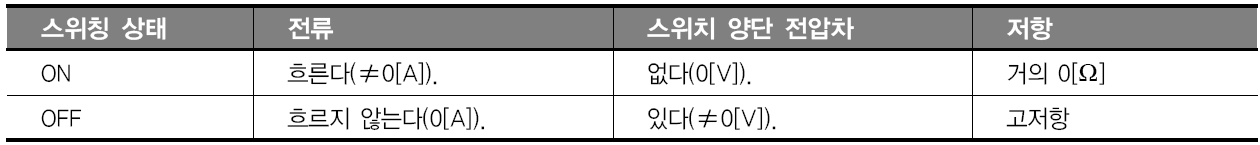 스위칭 상태 전류 스위치 양단 전압차 저항
ON 흐른다(≠0[A]). 없다(0[V]). 거의 0[Ω]
OFF 흐르지 않는다(0[A]). 있다(≠0[V]). 고저항